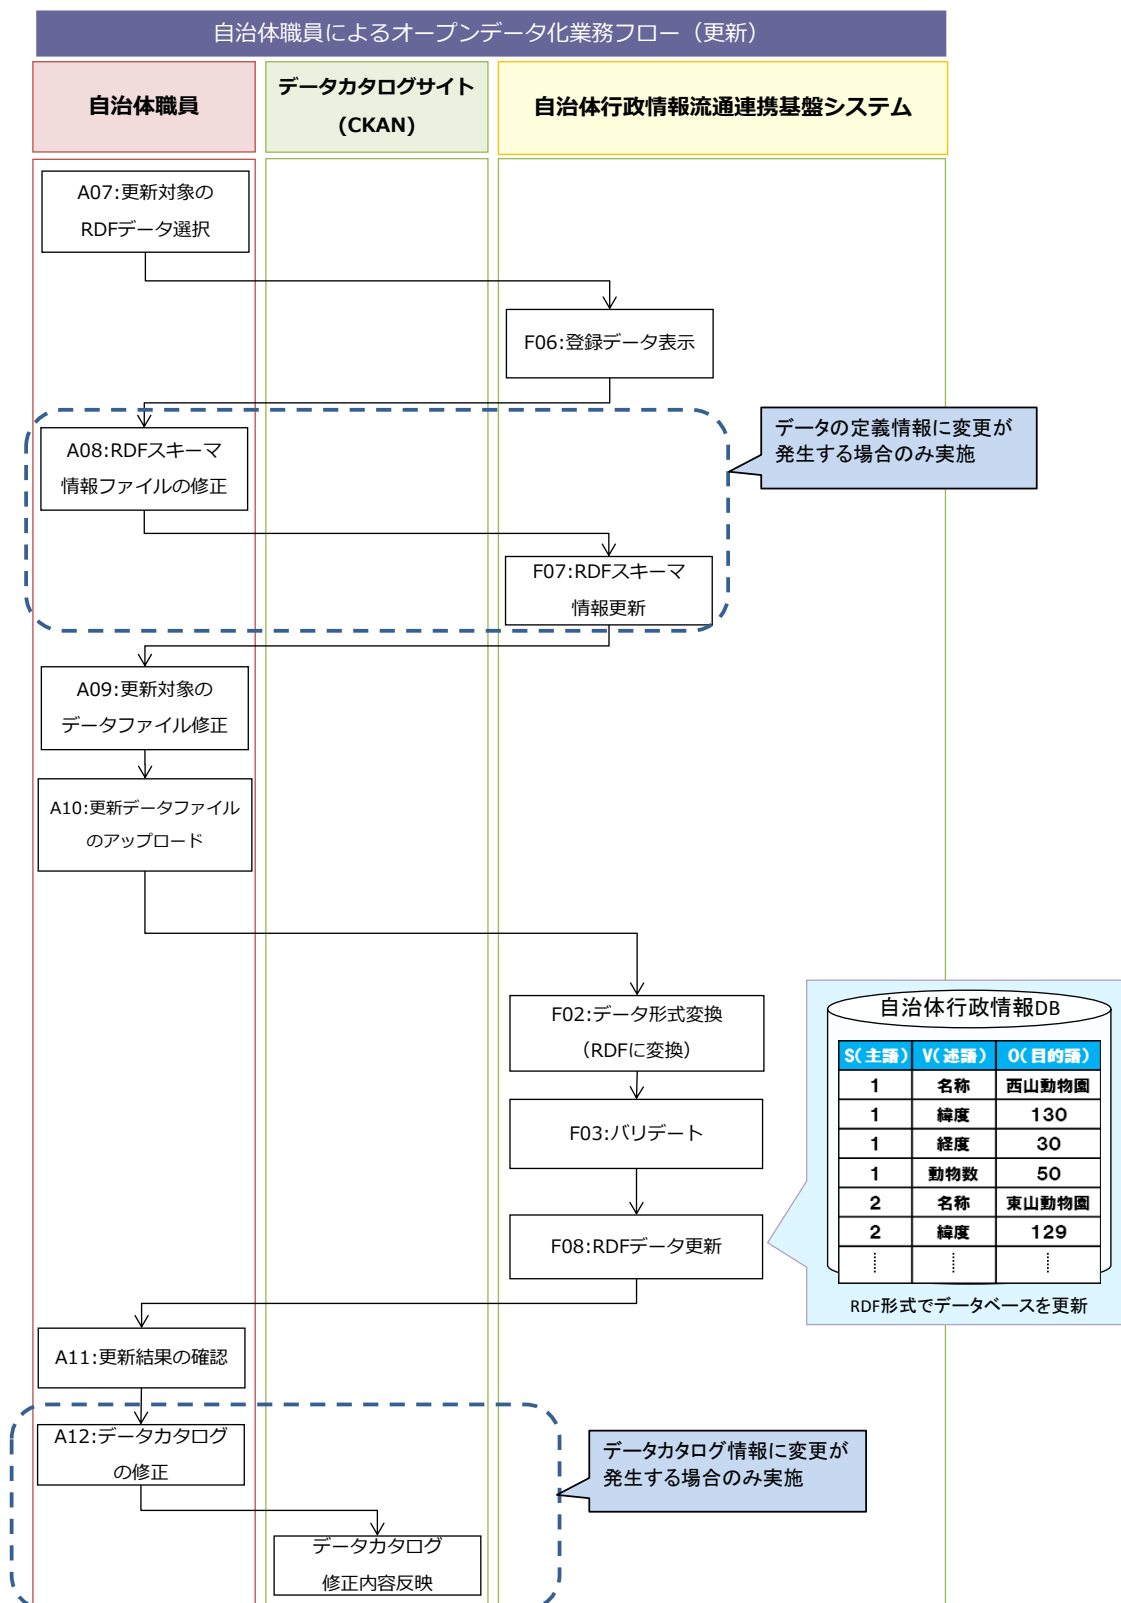 自治体職員によるオープンデータ化業務フロー（更新）
自治体職員
データカタログサイト
(CKAN)
自治体行政情報流通連携基盤システム
A07:更新対象の
RDFデータ選択
F06:登録データ表示
データの定義情報に変更が
発生する場合のみ実施
A08:RDFスキーマ
情報ファイルの修正
F07:RDFスキーマ
情報更新
A09:更新対象の
データファイル修正
A10:更新データファイル
のアップロード
F02:データ形式変換
（RDFに変換）
F03:バリデート
F08:RDFデータ更新
自治体行政情報DB
S(主語) V(述語) O(目的語)
1 名称 西山動物園
1 緯度 130
1 経度 30
1 動物数 50
2 名称 東山動物園
2 緯度 129
RDF形式でデータベースを更新
A11:更新結果の確認
A12:データカタログ
の修正
データカタログ情報に変更が
発生する場合のみ実施
データカタログ
修正内容反映